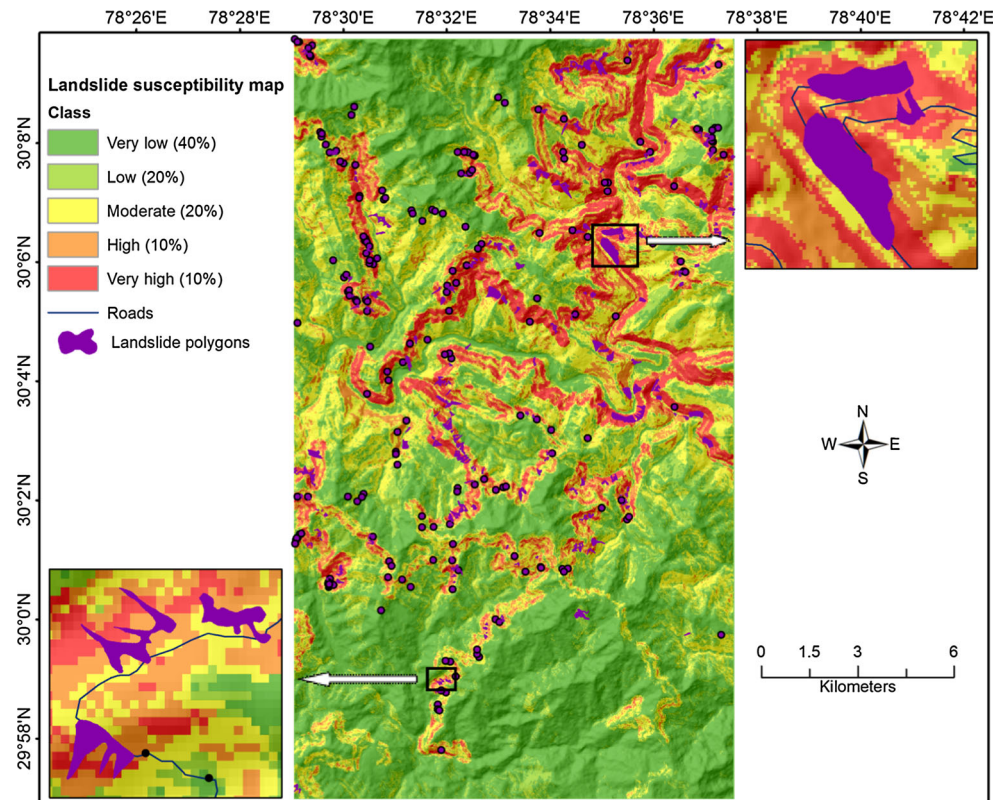 78°26'E 78°28'E 78°30'E 78°32'E 78°34'E 78°36'E 78°38'E 78°40'E 78°42'E
30°8'N
30°6'N
30°4'N
30°2'N
30°0'N
29°58'N
Landslide susceptibility map
Class
Very low (40%)
Low (20%)
Moderate (20%)
High (10%)
Very high (10%)
Roads
Landslide polygons
N
W E
S
0 1.5 3 6
Kilometers